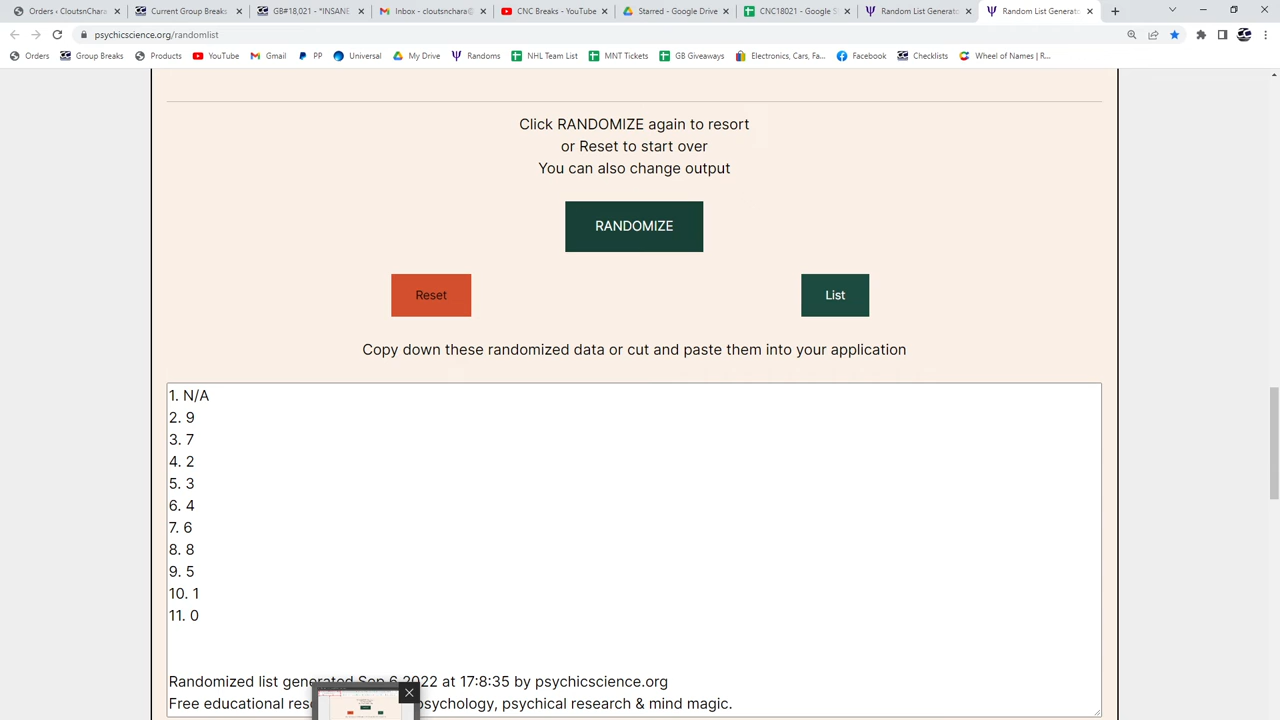 Orders · CloutsnChara
Current Group Breaks
GB#18,021 - "INSANE
Inbox - cloutsnchara@
CNC Breaks - YouTube
Starred - Google Drive
CNC18021 - Google S
Random List Generato
Random List Generato
psychicscience.org/randomlist
Orders
Group Breaks
Products
YouTube
Gmail
PP
Universal
My Drive
Randoms
NHL Team List
MNT Tickets
GB Giveaways
Electronics, Cars, Fa...
Facebook
Checklists
Wheel of Names | R...
Click RANDOMIZE again to resort
or Reset to start over
You can also change output
RANDOMIZE
Reset
List
Copy down these randomized data or cut and paste them into your application
1. N/A
2. 9
3. 7
4. 2
5. 3
6. 4
7. 6
8. 8
9. 5
10. 1
11. 0
Randomized list generated Sep 6 2022 at 17:8:35 by psychicscience.org
Free educational psychology, psychical research & mind magic.